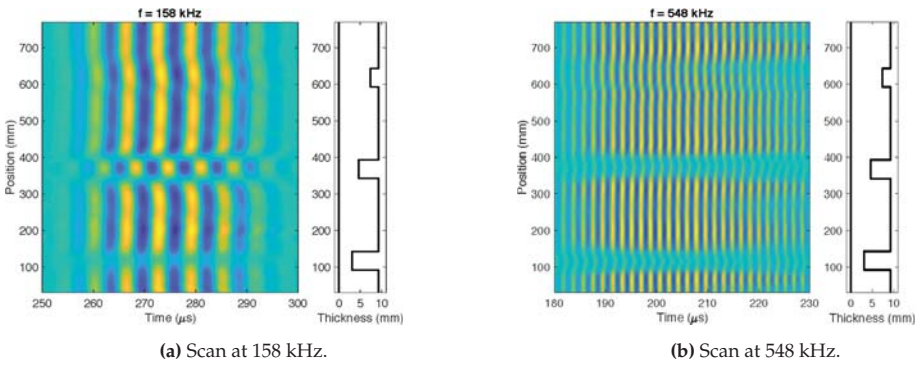 f = 158 kHz
700
600
500
400
300
200
100
Position (mm)
250 260 270 280 290 300
Time (μs)
700
600
500
400
300
200
100
0 5 10
Thickness (mm)
(a) Scan at 158 kHz.
f = 548 kHz
700
600
500
400
300
200
100
Position (mm)
180 190 200 210 220 230
Time (μs)
700
600
500
400
300
200
100
0 5 10
Thickness (mm)
(b) Scan at 548 kHz.